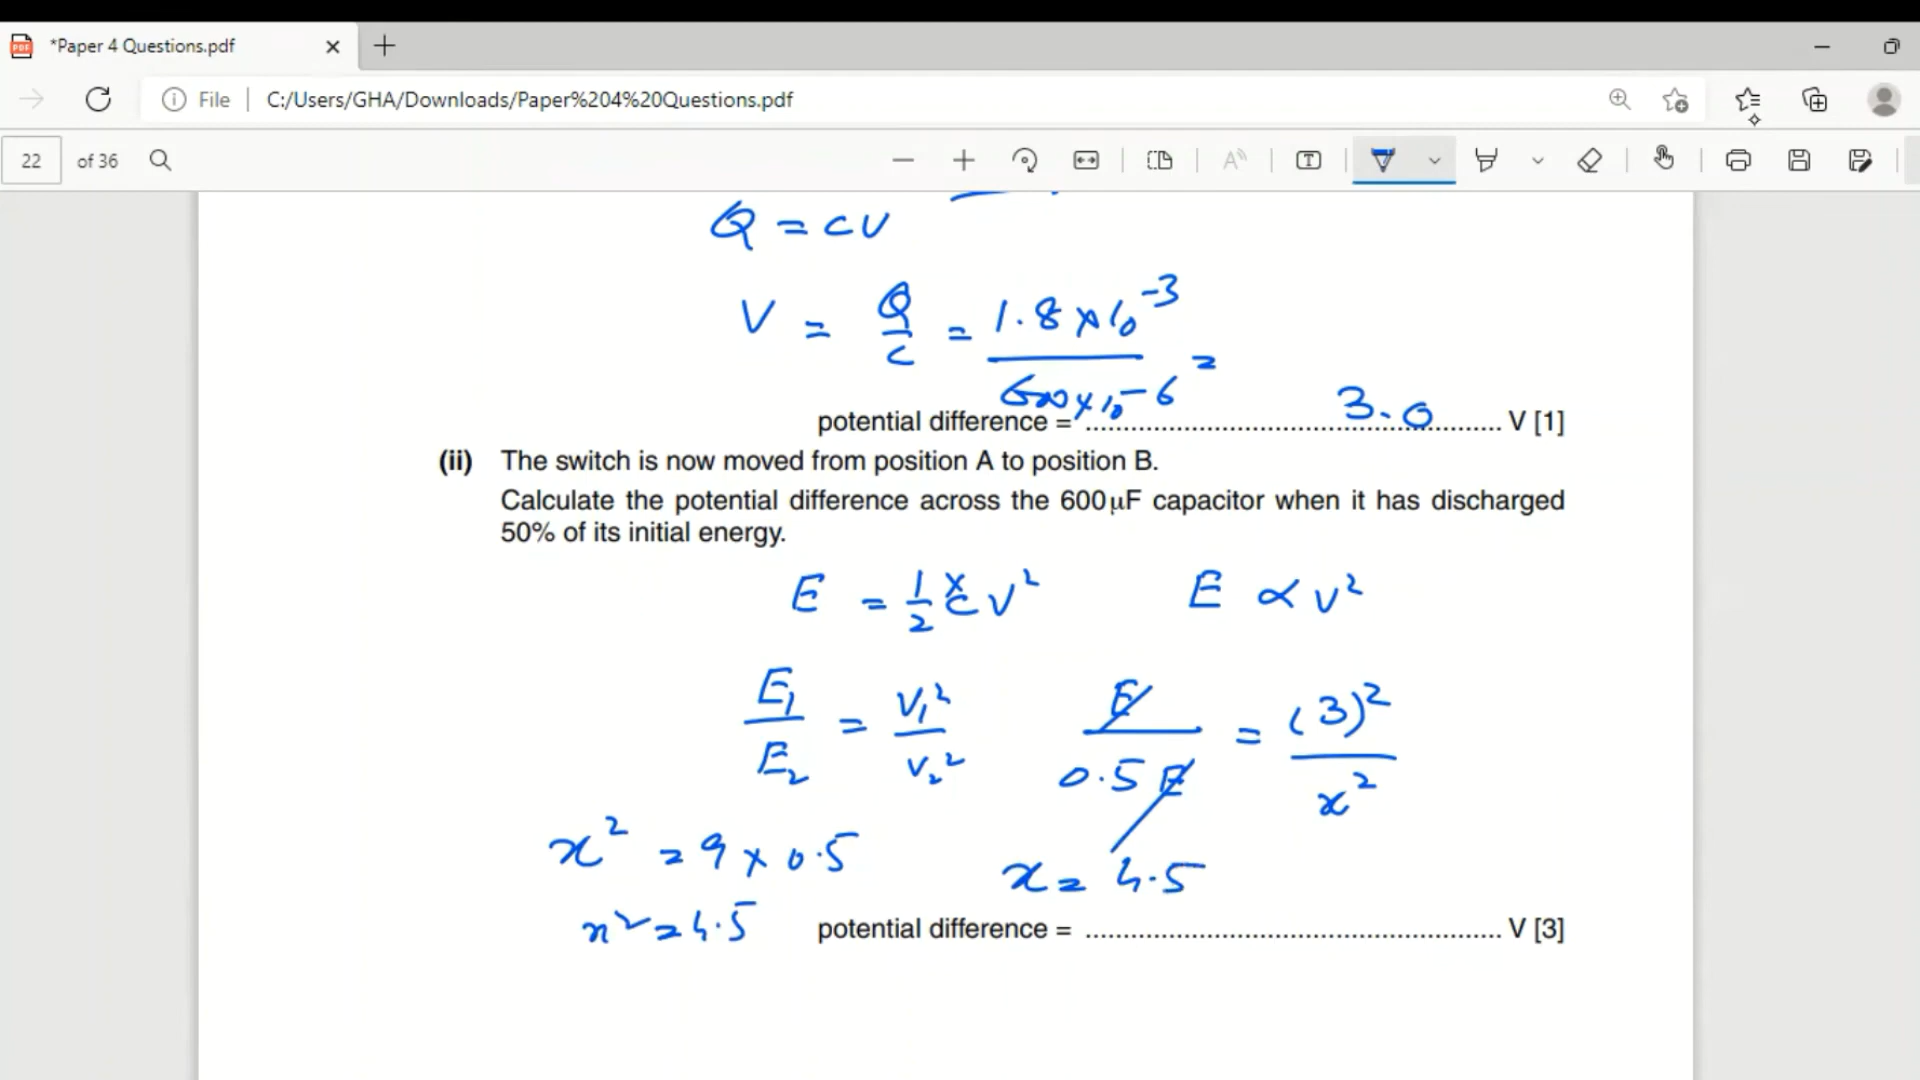 *Paper 4 Questions.pdf
File | C:/Users/GHA/Downloads/Paper%204%20Questions.pdf
22 of 36
Q = CV
V = Q/C = 1.8 × 10⁻³ / 600 × 10⁻⁶ =
potential difference = 3.0 V [1]
(ii) The switch is now moved from position A to position B.
Calculate the potential difference across the 600 μF capacitor when it has discharged
50% of its initial energy.
E = 1/2 × C V² E ∝ V²
E₁/E₂ = V₁²/V₂² E/0.5 E = (3)²/x²
x² = 9 × 0.5 x = 4.5
x² = 4.5 potential difference = ............ V [3]